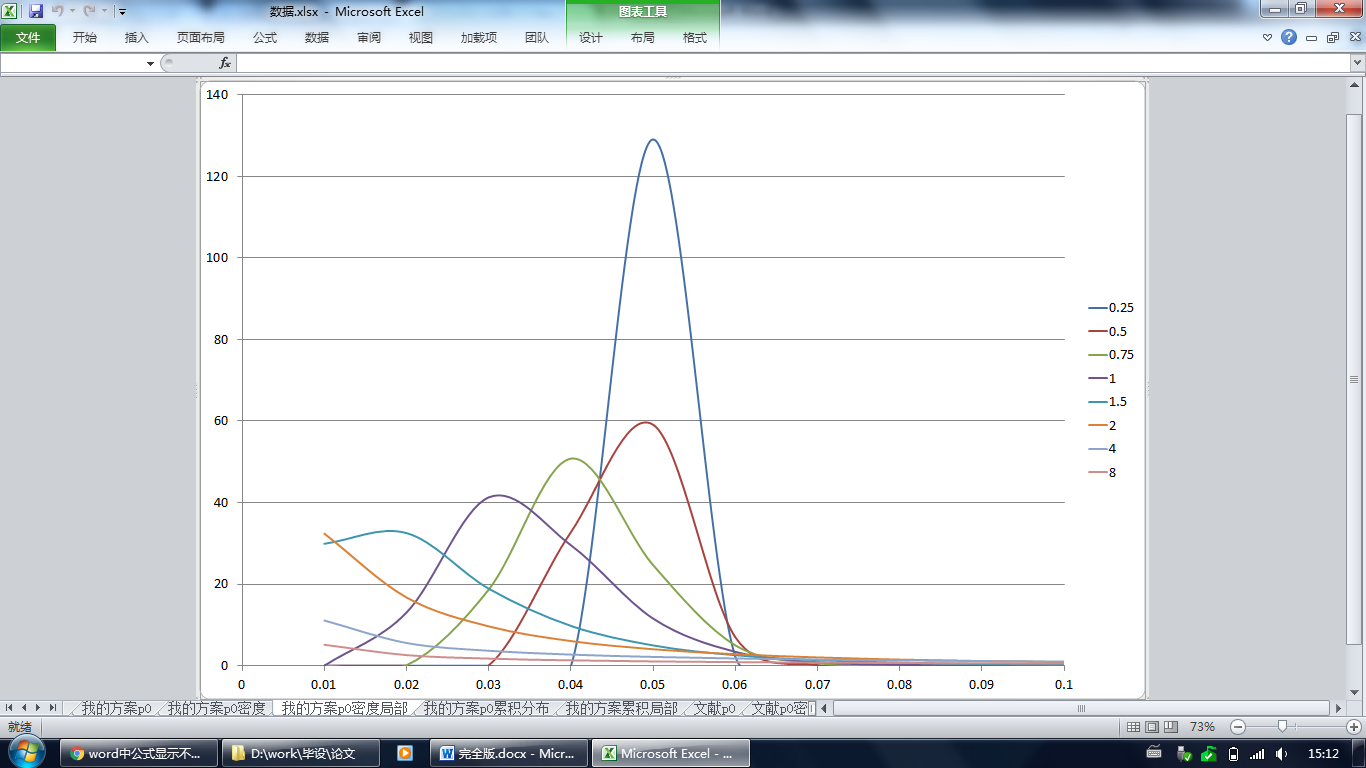 数据.xlsx - Microsoft Excel
图表工具
文件 开始 插入 页面布局 公式 数据 审阅 视图 加载项 团队 设计 布局 格式
fx
140
120
100
80
60
40
20
0
0 0.01 0.02 0.03 0.04 0.05 0.06 0.07 0.08 0.09 0.1
0.25
0.5
0.75
1
1.5
2
4
8
我的方案p0 我的方案p0密度 我的方案p0密度局部 我的方案p0累积分布 我的方案累积局部 文献p0 文献p0密
就绪 73%
word中公式显示不... D:\work\毕设\论文 完全版.docx - Micr... Microsoft Excel - ... 15:12